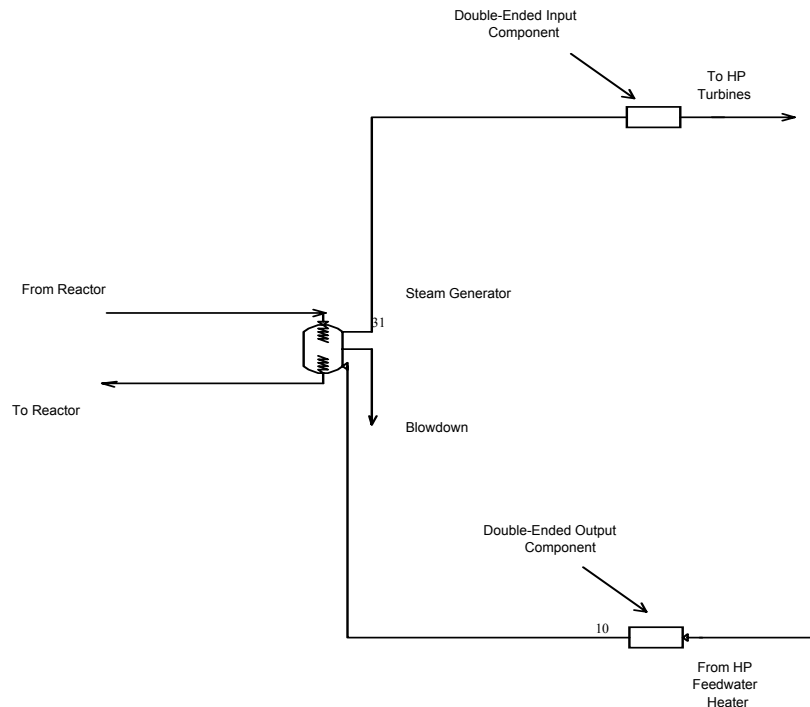 Double-Ended Input
Component
To HP
Turbines
From Reactor
Steam Generator
31
To Reactor
Blowdown
Double-Ended Output
Component
10
From HP
Feedwater
Heater